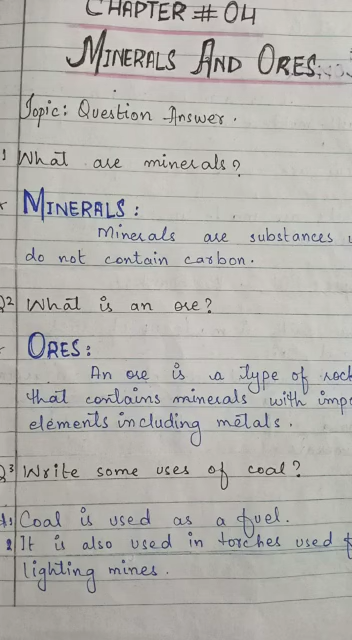 CHAPTER # 04
MINERALS AND ORES
Topic: Question Answer.
What are minerals?
MINERALS:
Minerals are substances
do not contain carbon.
Q2 What is an ore?
ORES:
An ore is a type of rock
that contains minerals with
elements including metals.
Q3 Write some uses of coal?
Coal is used as a fuel.
2 It is also used in torches used
lighting mines.